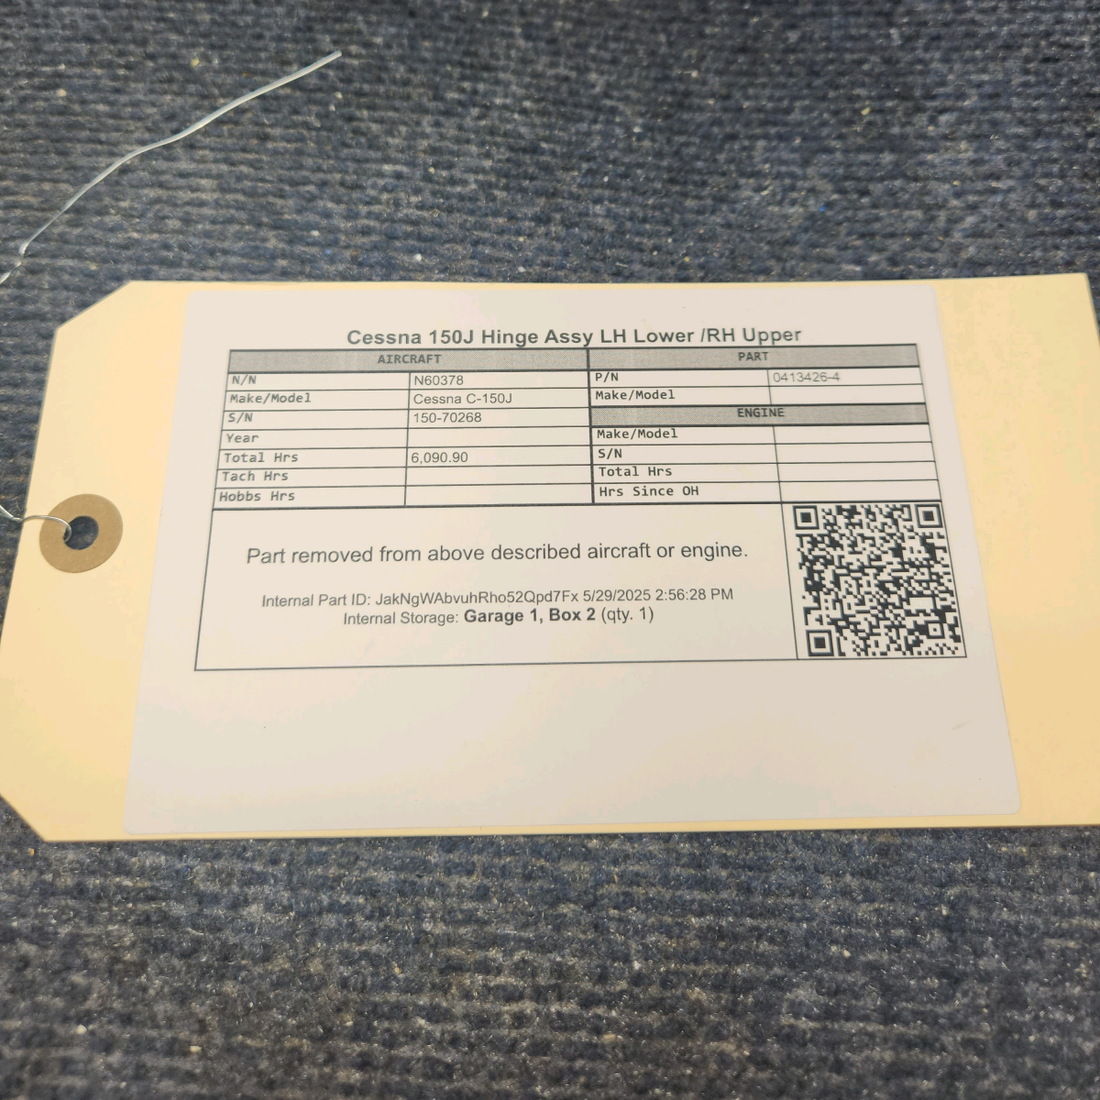 Cessna 150J Hinge Assy LH Lower /RH Upper
AIRCRAFT PART
N/N N60378 P/N 0413426-4
Make/Model Cessna C-150J Make/Model
S/N 150-70268 ENGINE
Year Make/Model
Total Hrs 6,090.90 S/N
Tach Hrs Total Hrs
Hobbs Hrs Hrs Since OH
Part removed from above described aircraft or engine.
Internal Part ID: JakNgWAbvuhRho52Qpd7Fx 5/29/2025 2:56:28 PM
Internal Storage: Garage 1, Box 2 (qty. 1)